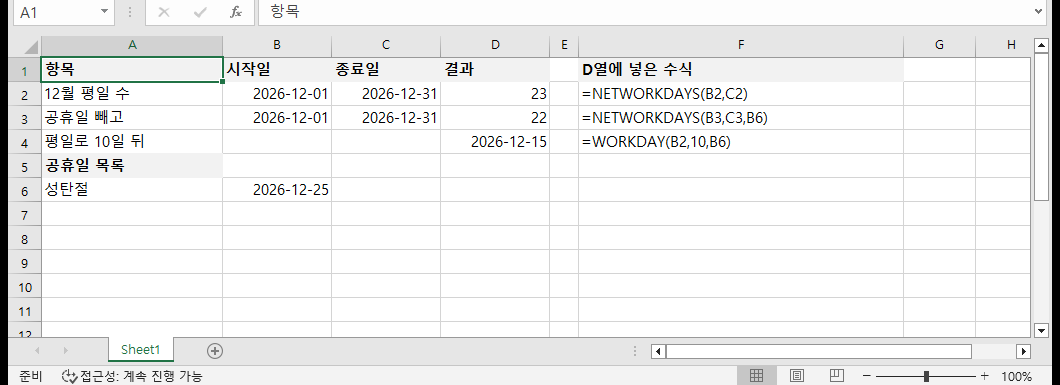 A1 fx 항목
A B C D E F G H
1 항목 시작일 종료일 결과 D열에 넣은 수식
2 12월 평일 수 2026-12-01 2026-12-31 23 =NETWORKDAYS(B2,C2)
3 공휴일 빼고 2026-12-01 2026-12-31 22 =NETWORKDAYS(B3,C3,B6)
4 평일로 10일 뒤 2026-12-15 =WORKDAY(B2,10,B6)
5 공휴일 목록
6 성탄절 2026-12-25
7
8
9
10
11
12
Sheet1
준비 접근성: 계속 진행 가능 100%